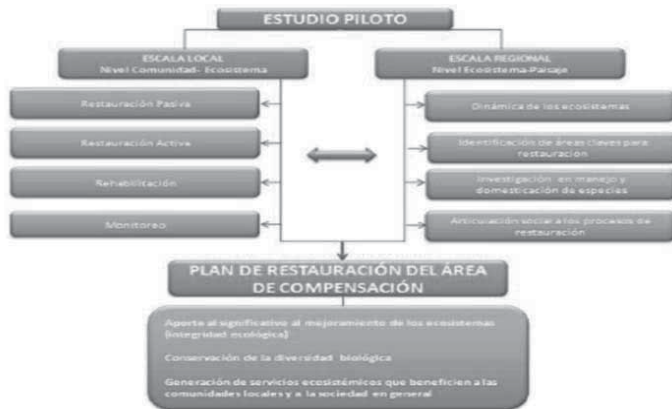 ESTUDIO PILOTO
ESCALA LOCAL
Nivel Comunidad- Ecosistema
ESCALA REGIONAL
Nivel Ecosistema-Paisaje
Restauración Pasiva
Restauración Activa
Rehabilitación
Monitoreo
Dinámica de los ecosistemas
Identificación de áreas claves para
restauración
Investigación en manejo y
domesticación de especies
Articulación social a los procesos de
restauración
PLAN DE RESTAURACIÓN DEL ÁREA
DE COMPENSACIÓN
Aporte al significativo al mejoramiento de los ecosistemas
(integridad ecológica)
Conservación de la diversidad biológica
Generación de servicios ecosistémicos que beneficien a las
comunidades locales y a la sociedad en general